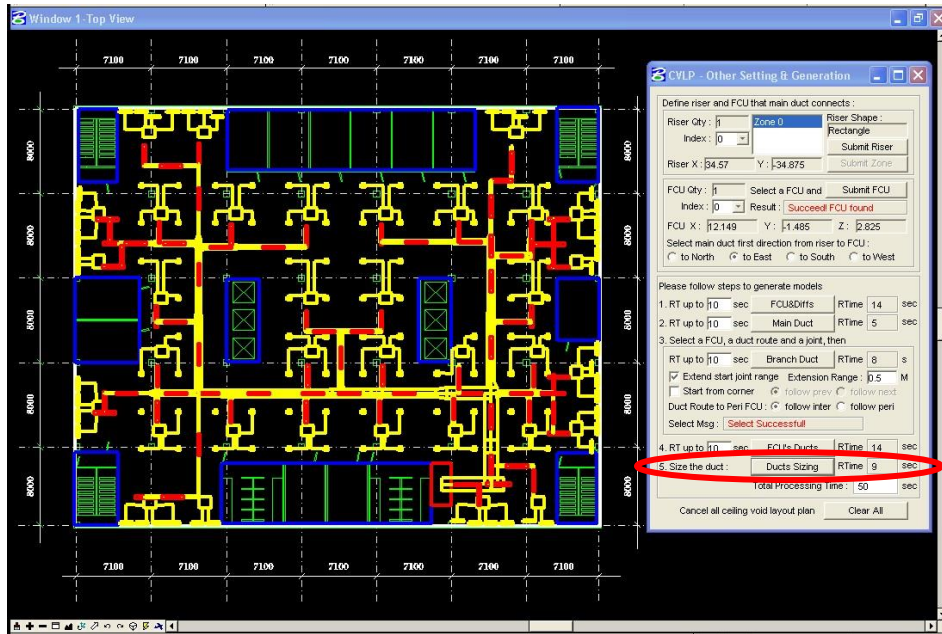 Window 1-Top View
7100 7100 7100 7100 7100 7100 7100
8000
8000
8000
8000
8000
8000
8000
8000
8000
8000
7100 7100 7100 7100 7100 7100 7100
CVLP - Other Setting & Generation
Define riser and FCU that main duct connects :
Riser Qty : 1 Zone 0 Riser Shape :
Rectangle
Index : 0 Submit Riser
Riser X : 34.57 Y : -34.875 Submit Zone
FCU Qty : 1 Select a FCU and Submit FCU
Index : 0 Result : Succeed! FCU found
FCU X : 12.149 Y : -1.485 Z : 2.825
Select main duct first direction from riser to FCU :
to North to East to South to West
Please follow steps to generate models
1. RT up to 10 sec FCU&Diffs RTime 14 sec
2. RT up to 10 sec Main Duct RTime 5 sec
3. Select a FCU, a duct route and a joint, then
RT up to 10 sec Branch Duct RTime 8 s
Extend start joint range Extension Range : 0.5 M
Start from corner follow prev follow next
Duct Route to Peri FCU : follow inter follow peri
Select Msg : Select Successful!
4. RT up to 10 sec FCU's Ducts RTime 14 sec
5. Size the duct : Ducts Sizing RTime 9 sec
Total Processing Time : 50 sec
Cancel all ceiling void layout plan Clear All